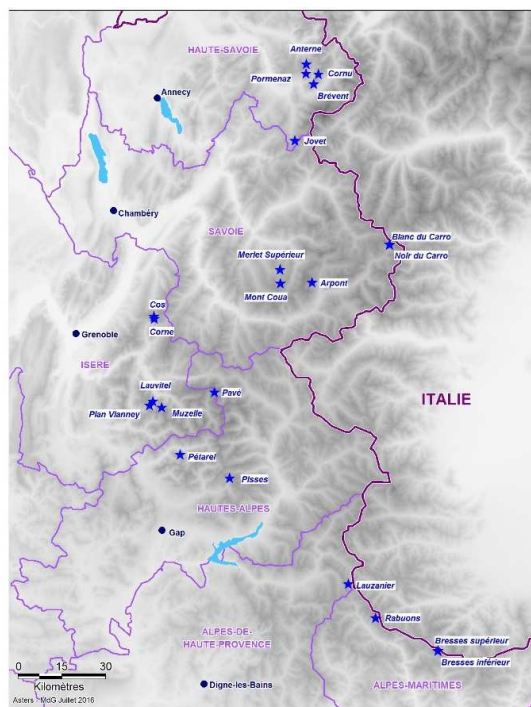 HAUTE-SAVOIE
Anterne
Pormenaz
Cornu
Brévent
Annecy
Jovet
Chambéry
SAVOIE
Blanc du Carro
Noir du Carro
Merlet Supérieur
Mont Coua
Arpont
Cos
Corne
Grenoble
ISERE
Lauvitel
Plan Vianney
Muzelle
Pavé
ITALIE
Pétarel
Pisses
HAUTES-ALPES
Gap
Lauzanier
Rabuons
ALPES-DE-
HAUTE-PROVENCE
Bresses supérieur
Bresses inférieur
0 15 30
Kilomètres
Asters - MdG Juillet 2016
Digne-les-Bains
ALPES-MARITIMES